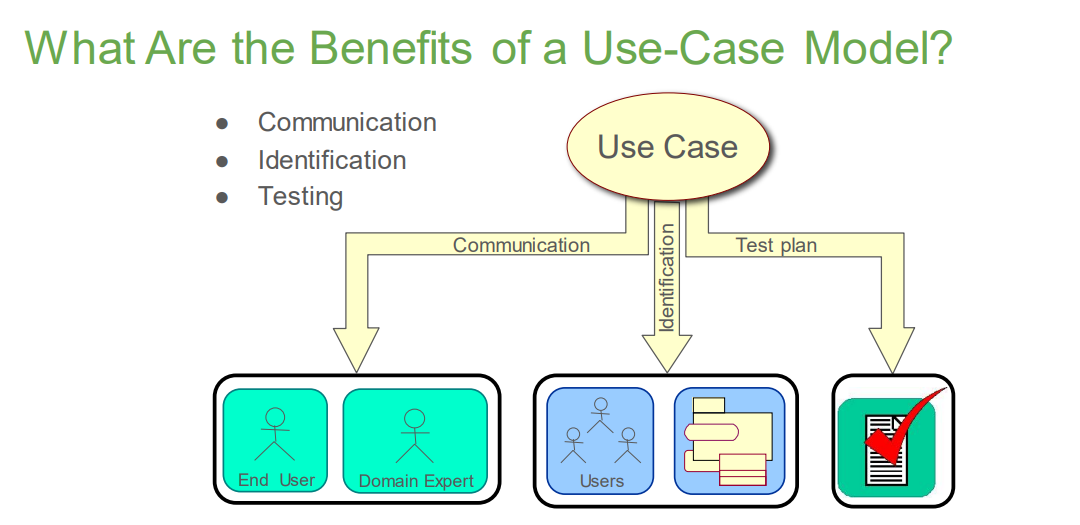 What Are the Benefits of a Use-Case Model?
● Communication
● Identification
● Testing
Use Case
Communication
Identification
Test plan
End User
Domain Expert
Users